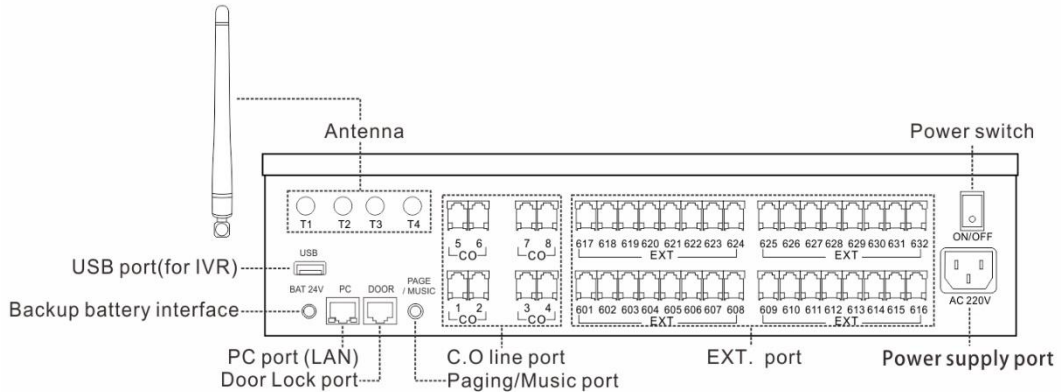 Antenna
Power switch
T1 T2 T3 T4
5 6 7 8
CO CO
617 618 619 620 621 622 623 624
EXT
625 626 627 628 629 630 631 632
EXT
ON/OFF
USB
USB port(for IVR)
BAT 24V PC DOOR PAGE / MUSIC
Backup battery interface
1 2 3 4
CO CO
601 602 603 604 605 606 607 608
EXT
609 610 611 612 613 614 615 616
EXT
AC 220V
PC port (LAN)
C.O line port
EXT. port
Power supply port
Door Lock port
Paging/Music port